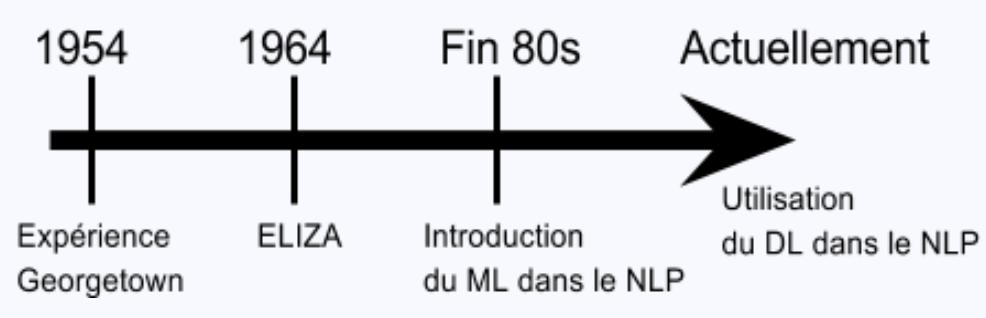 1954
1964
Fin 80s
Actuellement
Expérience
Georgetown
ELIZA
Introduction
du ML dans le NLP
Utilisation
du DL dans le NLP